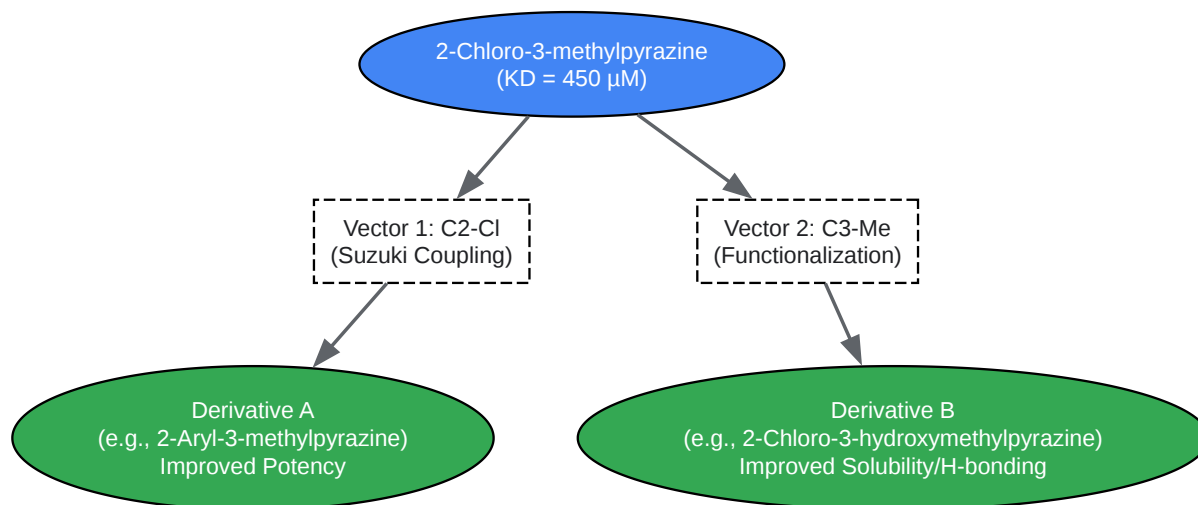 2-Chloro-3-methylpyrazine
(KD = 450 µM)
Vector 1: C2-Cl
(Suzuki Coupling)
Vector 2: C3-Me
(Functionalization)
Derivative A
(e.g., 2-Aryl-3-methylpyrazine)
Improved Potency
Derivative B
(e.g., 2-Chloro-3-hydroxymethylpyrazine)
Improved Solubility/H-bonding